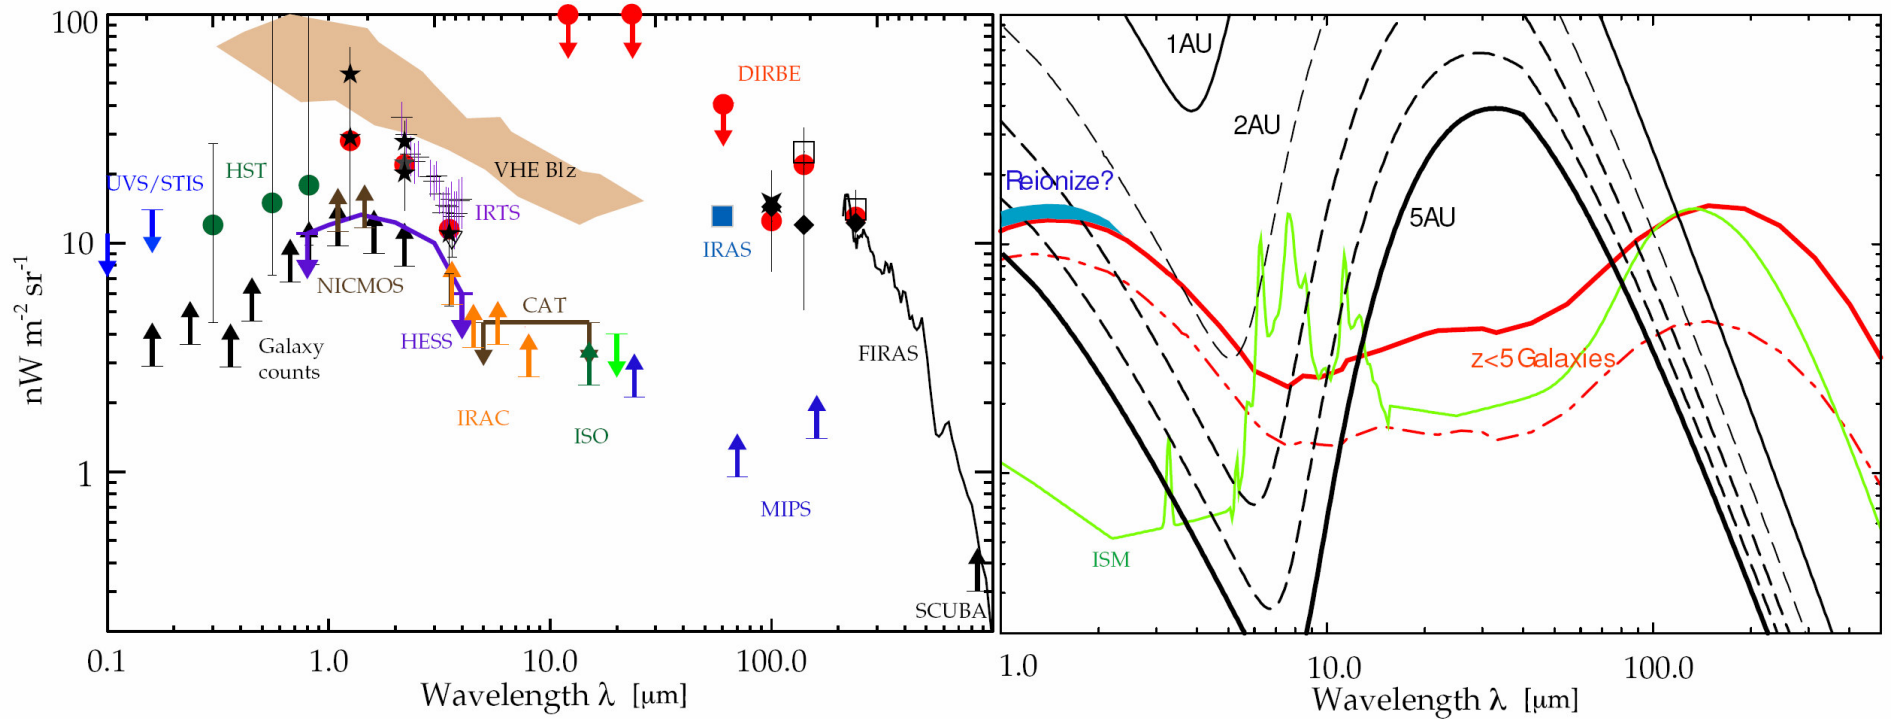 100
10
1
nW m-2 sr-1
UVS/STIS
HST
DIRBE
VHE Blz
IRTS
IRAS
NICMOS
HESS
CAT
Galaxy
counts
FIRAS
IRAC
ISO
MIPS
SCUBA
0.1
1.0
10.0
100.0
Wavelength λ [μm]
1AU
2AU
Reionize?
5AU
z<5 Galaxies
ISM
1.0
10.0
100.0
Wavelength λ [μm]